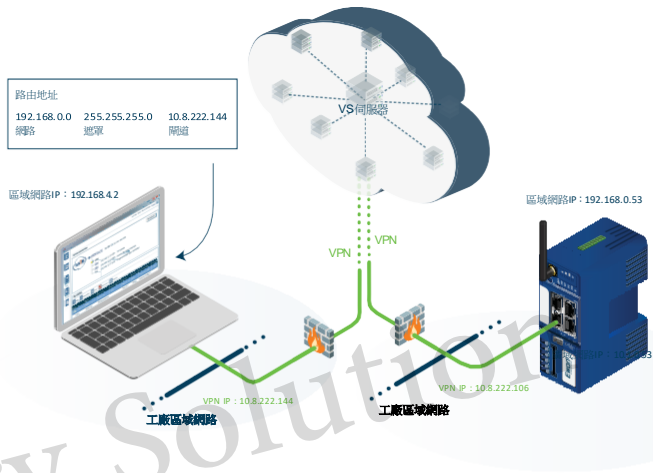 路由地址
192.168.0.0 255.255.255.0 10.8.222.144
網路 遮罩 閘道
VS伺服器
區域網路IP：192.168.4.2
區域網路IP：192.168.0.53
VPN VPN
VPN IP：10.8.222.144
VPN IP：10.8.222.106
工廠區域網路
工廠區域網路
Solution